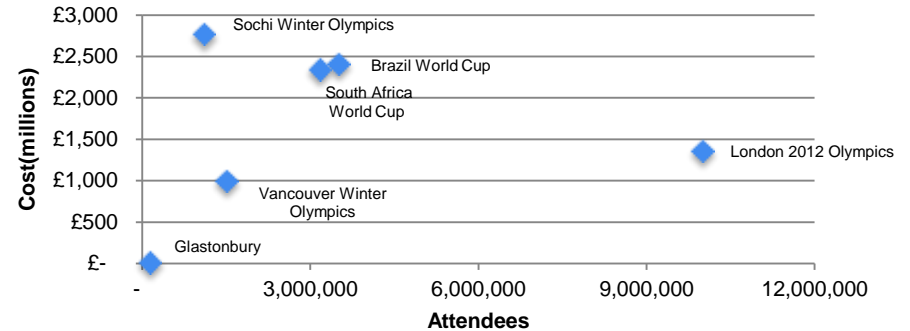 £3,000
£2,500
£2,000
£1,500
£1,000
£500
£-
Cost(millions)
Sochi Winter Olympics
Brazil World Cup
South Africa
World Cup
London 2012 Olympics
Vancouver Winter
Olympics
Glastonbury
-
3,000,000
6,000,000
9,000,000
12,000,000
Attendees